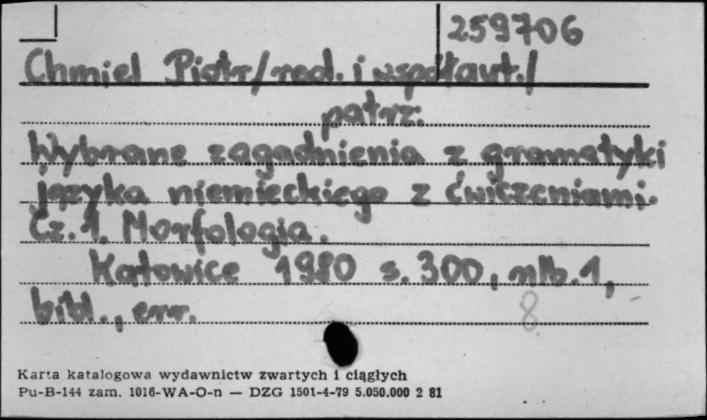 259706
Chmiel Piotr/red. i współaut./
patrz:
Wybrane zagadnienia z gramatyki
języka niemieckiego z ćwiczeniami.
Cz. 1. Morfologia.
Katowice 1980 s. 300, nlb. 1,
bibl., err.
8
Karta katalogowa wydawnictw zwartych i ciągłych
Pu-B-144 zam. 1016-WA-O-n — DZG 1501-4-79 5.050.000 2 81